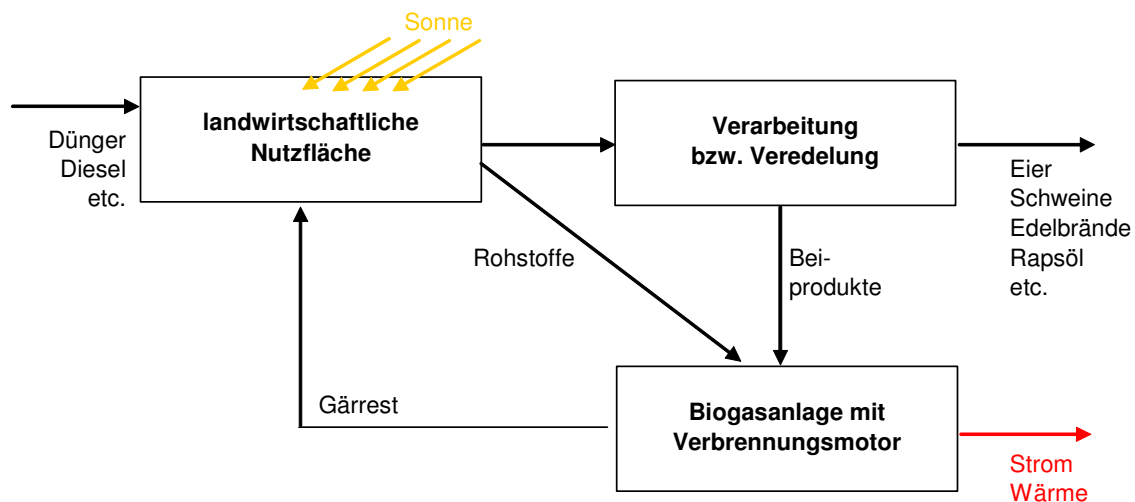 Sonne
landwirtschaftliche
Nutzfläche
Dünger
Diesel
etc.
Verarbeitung
bzw. Veredelung
Eier
Schweine
Edelbrände
Rapsöl
etc.
Rohstoffe
Bei-
produkte
Gärrest
Biogasanlage mit
Verbrennungsmotor
Strom
Wärme